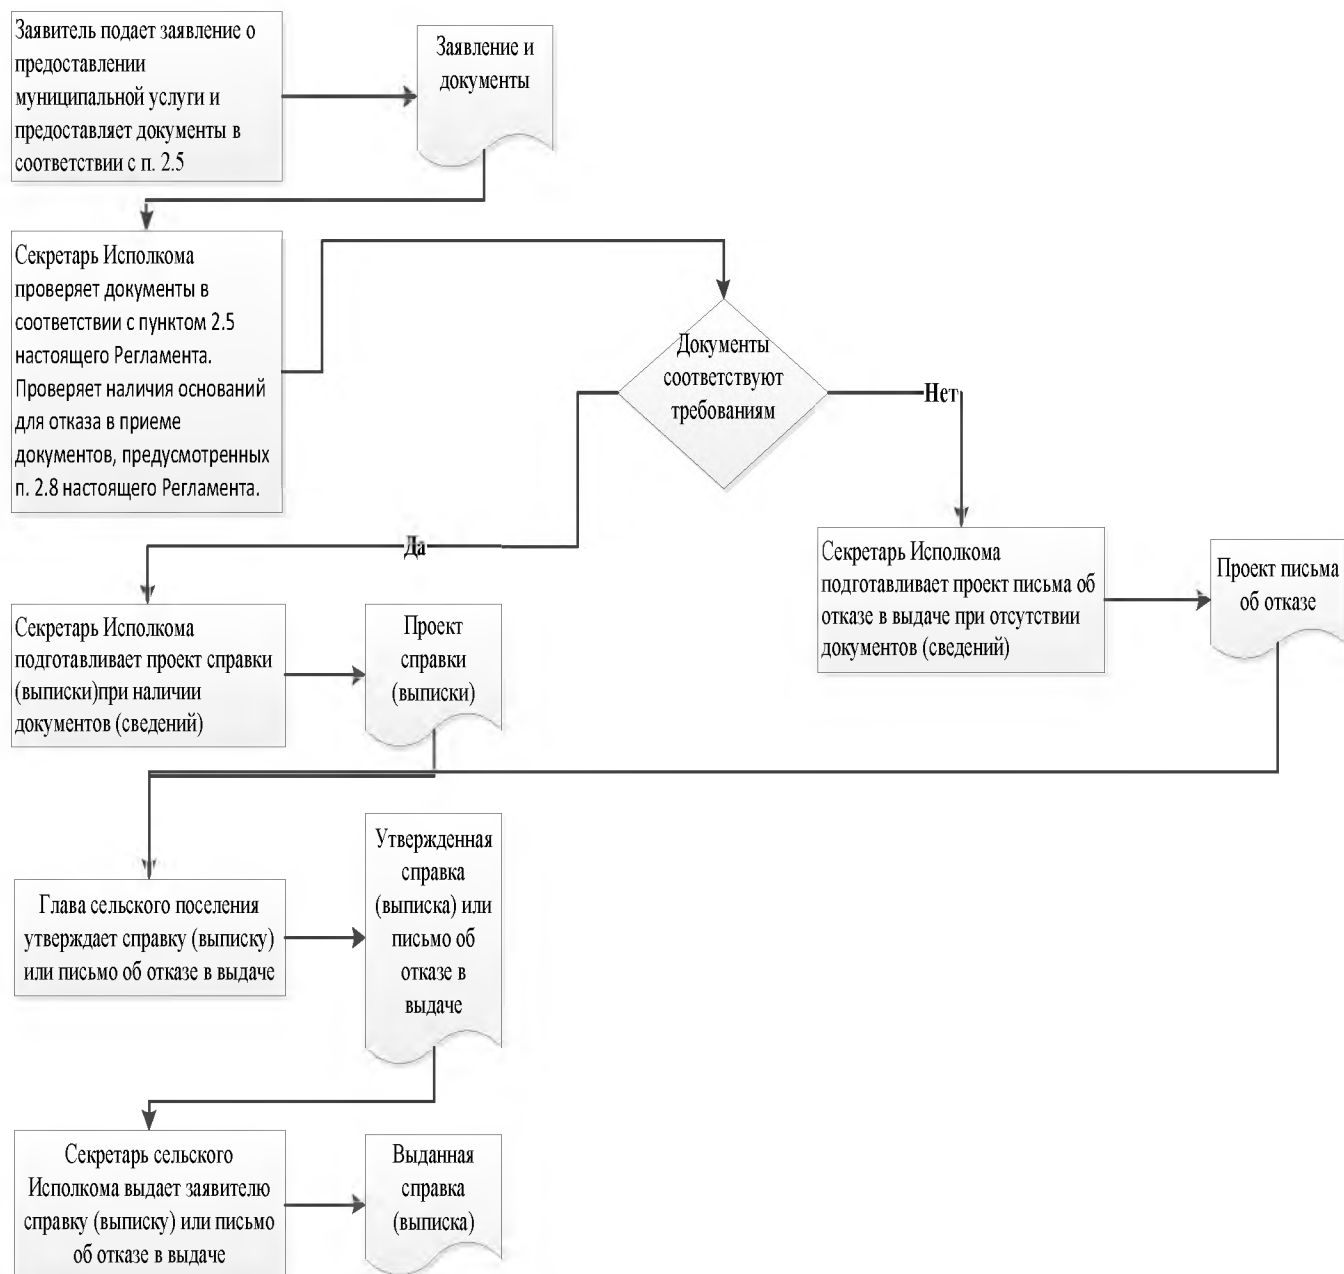 Заявитель подает заявление о
предоставлении
муниципальной услуги и
предоставляет документы в
соответствии с п. 2.5
Заявление и
документы
Секретарь Исполкома
проверяет документы в
соответствии с пунктом 2.5
настоящего Регламента.
Проверяет наличия оснований
для отказа в приеме
документов, предусмотренных
п. 2.8 настоящего Регламента.
Документы
соответствуют
требованиям
Нет
Да
Секретарь Исполкома
подготавливает проект письма об
отказе в выдаче при отсутствии
документов (сведений)
Проект письма
об отказе
Секретарь Исполкома
подготавливает проект справки
(выписки)при наличии
документов (сведений)
Проект
справки
(выписки)
Глава сельского поселения
утверждает справку (выписку)
или письмо об отказе в выдаче
Утвержденная
справка
(выписка) или
письмо об
отказе в
выдаче
Секретарь сельского
Исполкома выдает заявителю
справку (выписку) или письмо
об отказе в выдаче
Выданная
справка
(выписка)